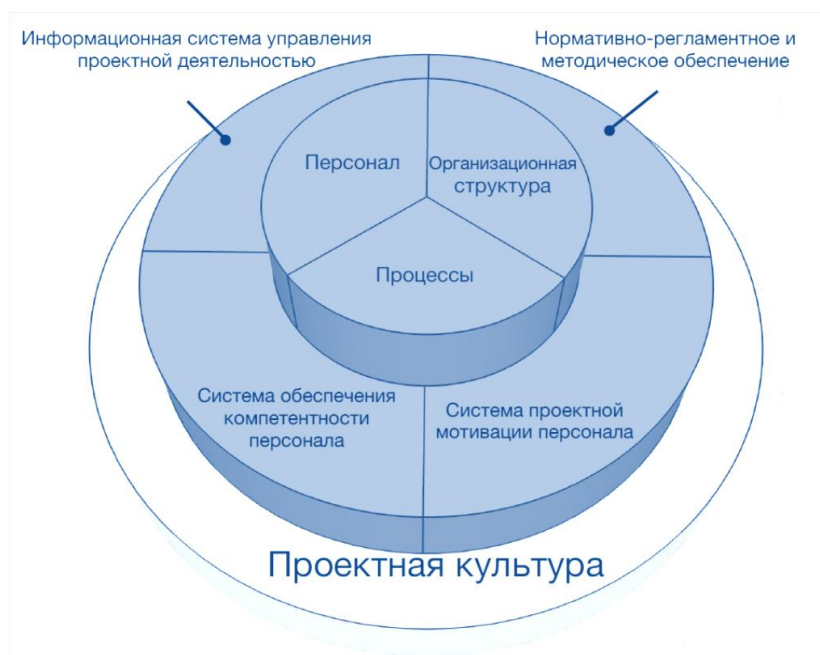 Информационная система управления
проектной деятельностью
Нормативно-регламентное и
методическое обеспечение
Персонал
Организационная
структура
Процессы
Система обеспечения
компетентности
персонала
Система проектной
мотивации персонала
Проектная культура